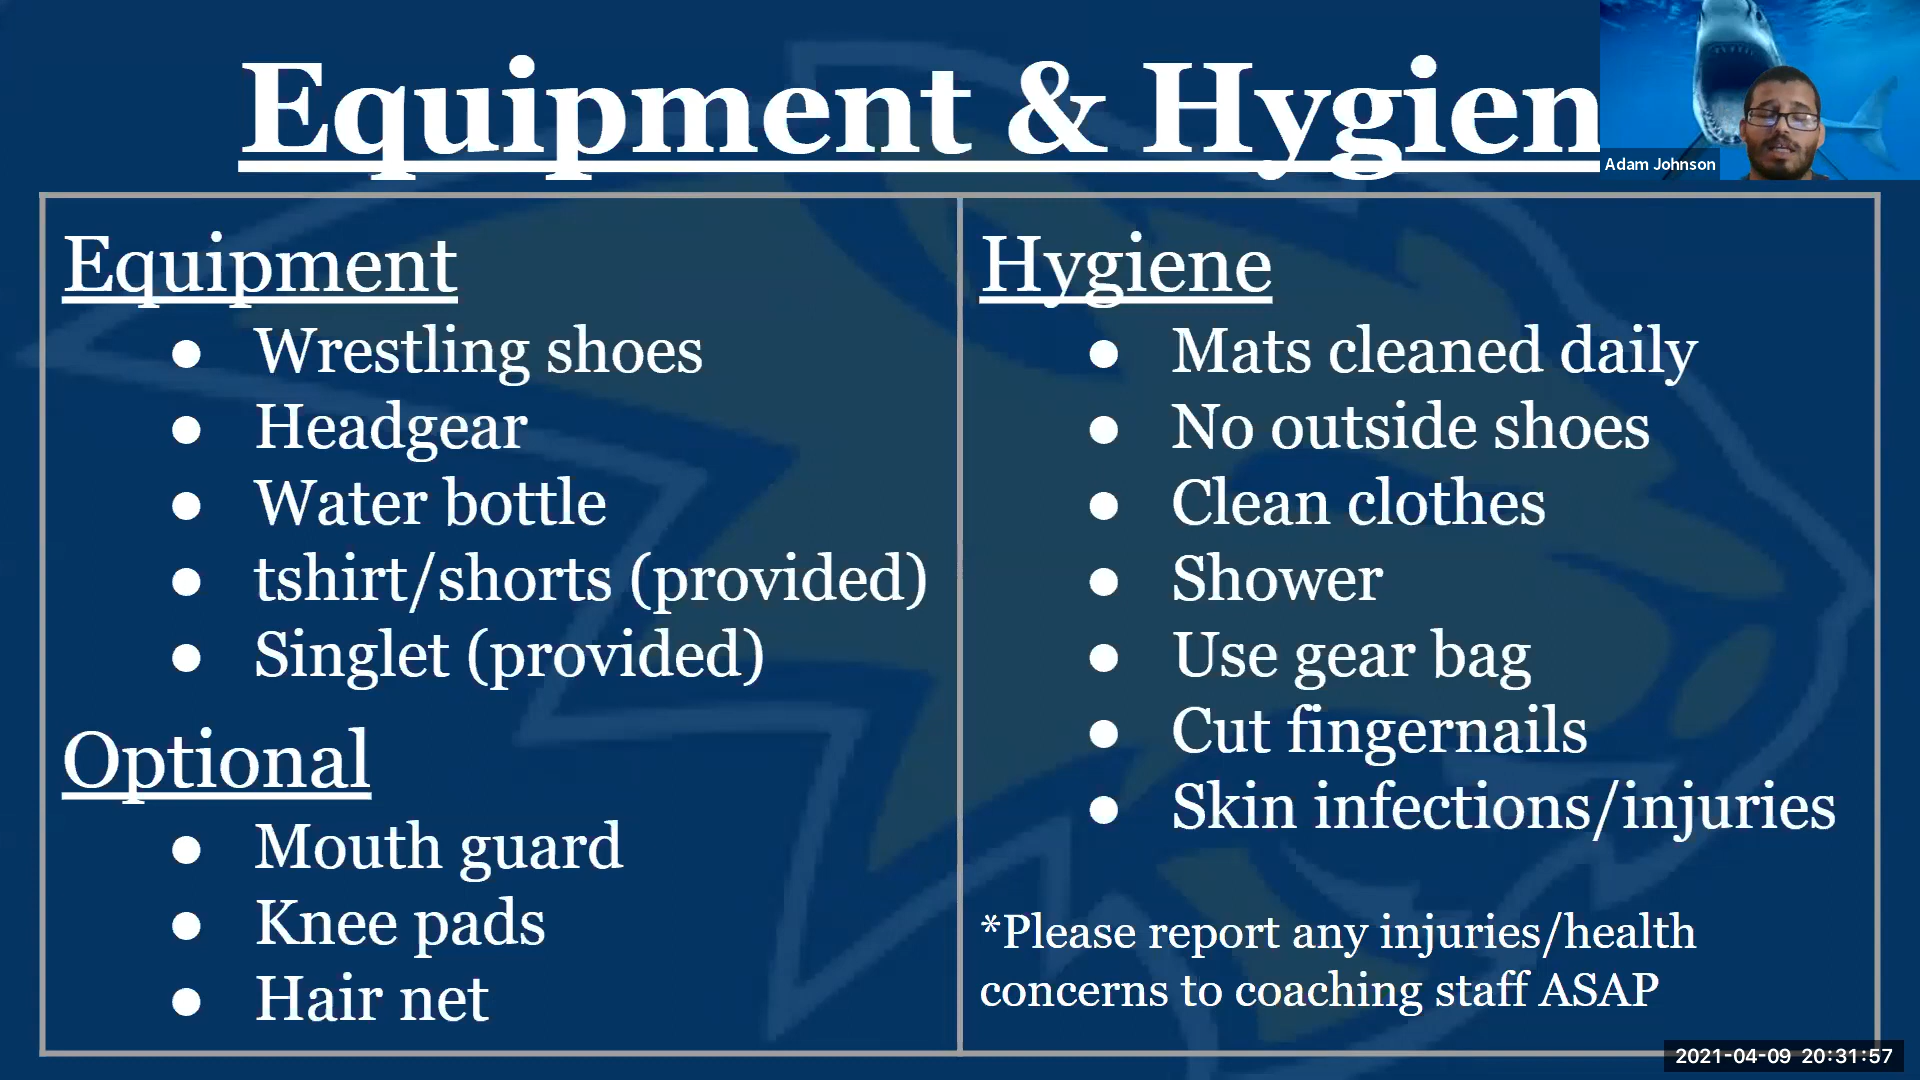 Equipment & Hygien
Adam Johnson
Equipment
● Wrestling shoes
● Headgear
● Water bottle
● tshirt/shorts (provided)
● Singlet (provided)
Optional
● Mouth guard
● Knee pads
● Hair net
Hygiene
● Mats cleaned daily
● No outside shoes
● Clean clothes
● Shower
● Use gear bag
● Cut fingernails
● Skin infections/injuries
*Please report any injuries/health
concerns to coaching staff ASAP
2021-04-09 20:31:57